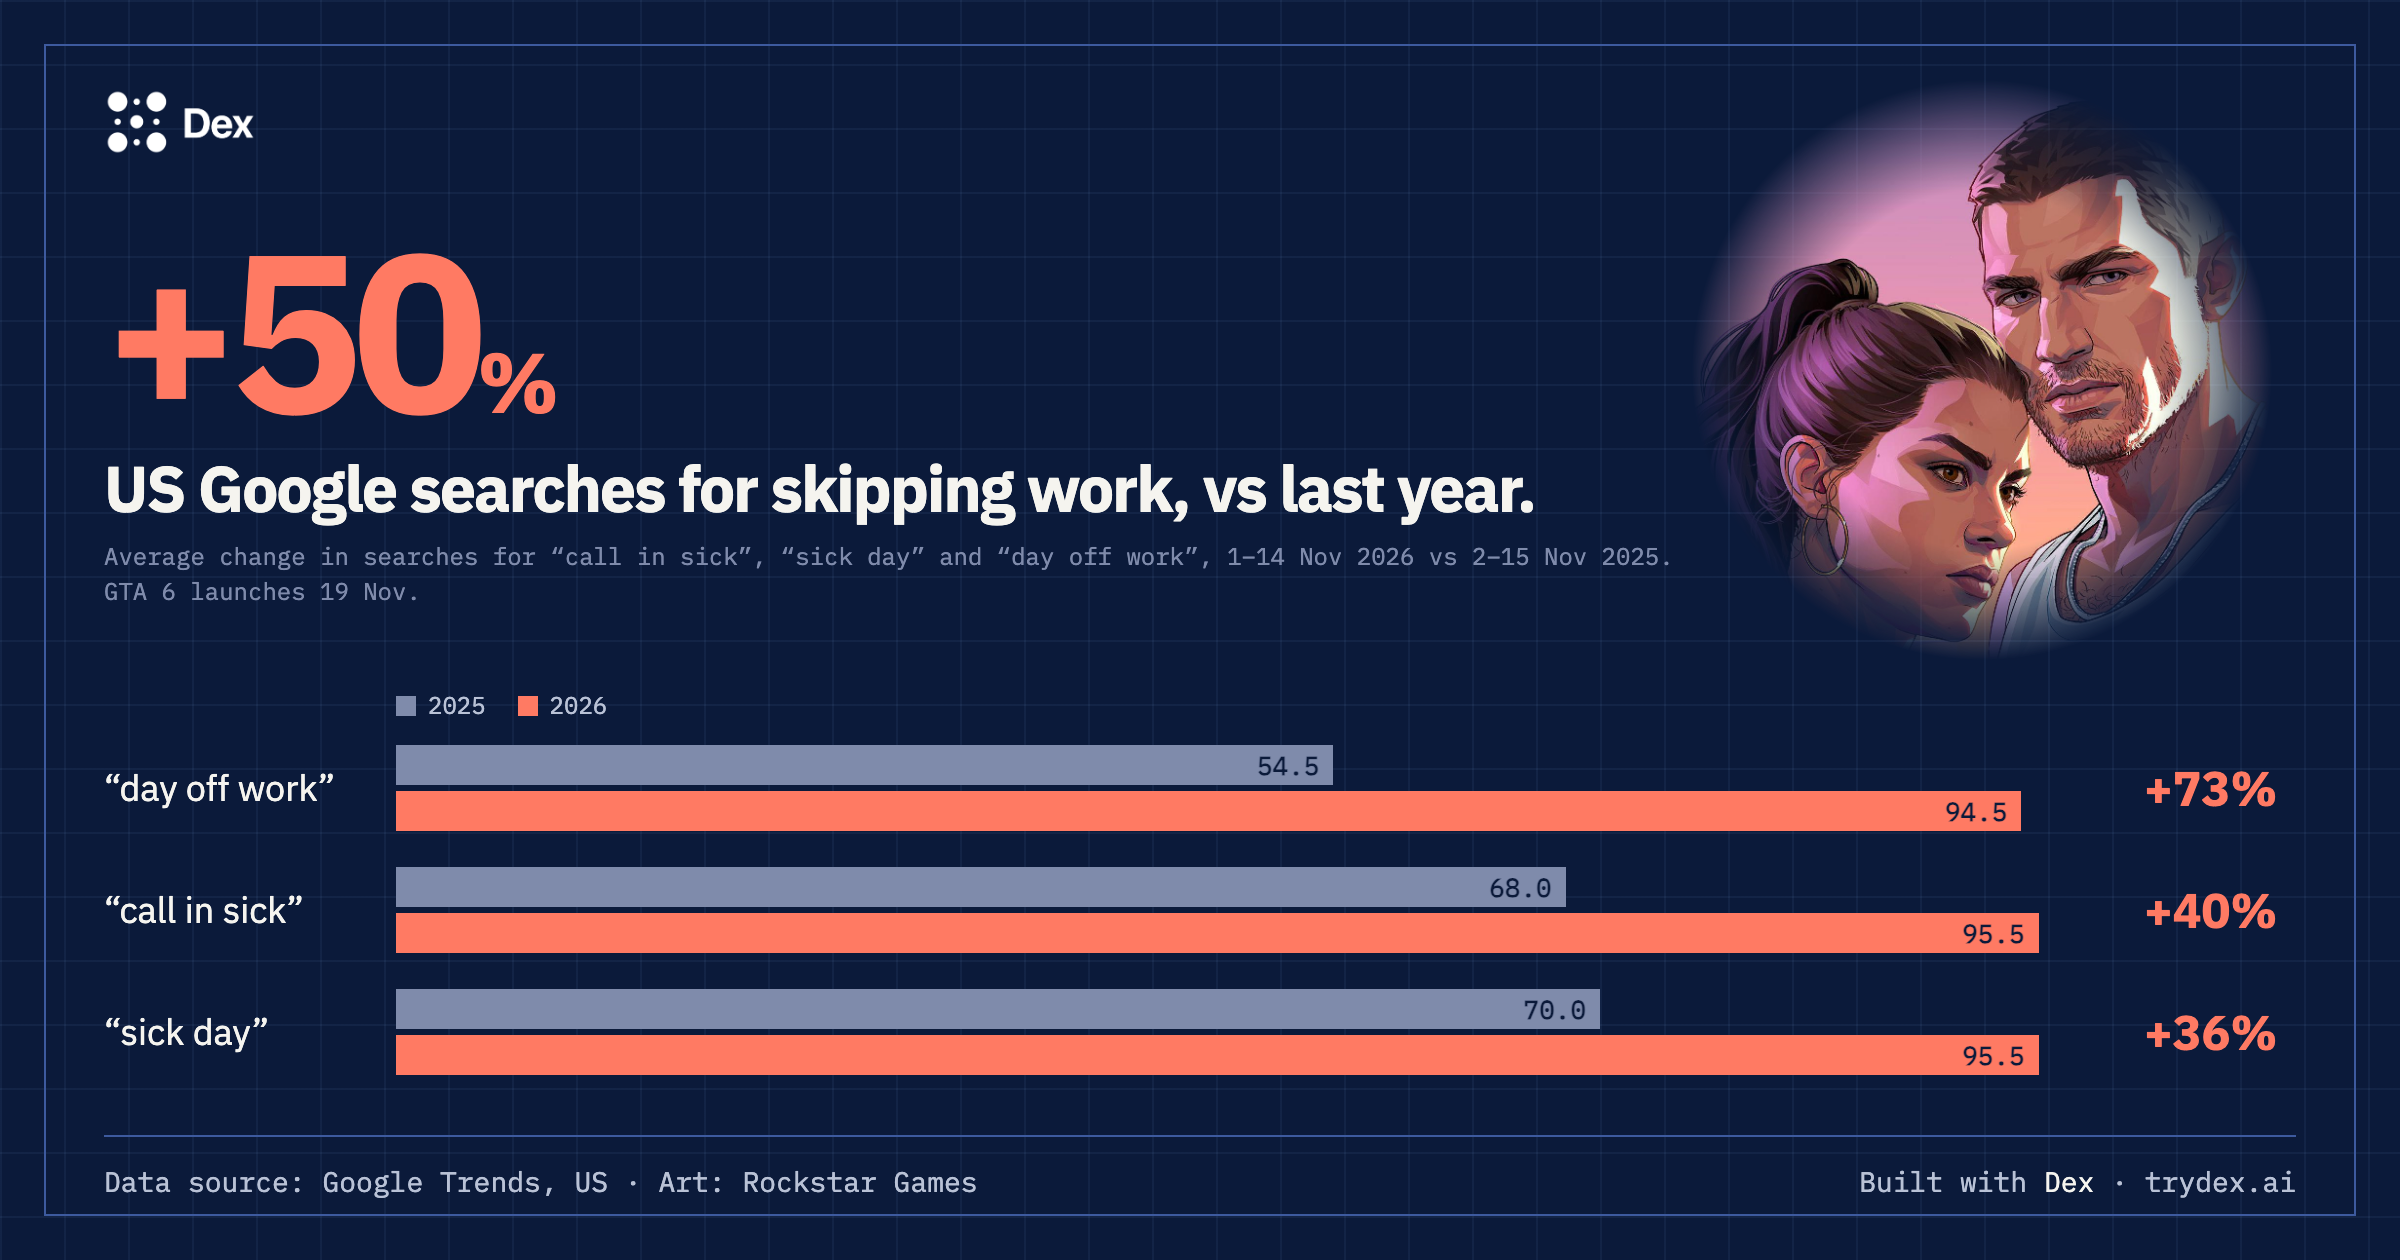 Dex
+50%
US Google searches for skipping work, vs last year.
Average change in searches for “call in sick”, “sick day” and “day off work”, 1–14 Nov 2026 vs 2–15 Nov 2025.
GTA 6 launches 19 Nov.
2025 2026
“day off work” 54.5 94.5 +73%
“call in sick” 68.0 95.5 +40%
“sick day” 70.0 95.5 +36%
Data source: Google Trends, US · Art: Rockstar Games
Built with Dex · trydex.ai